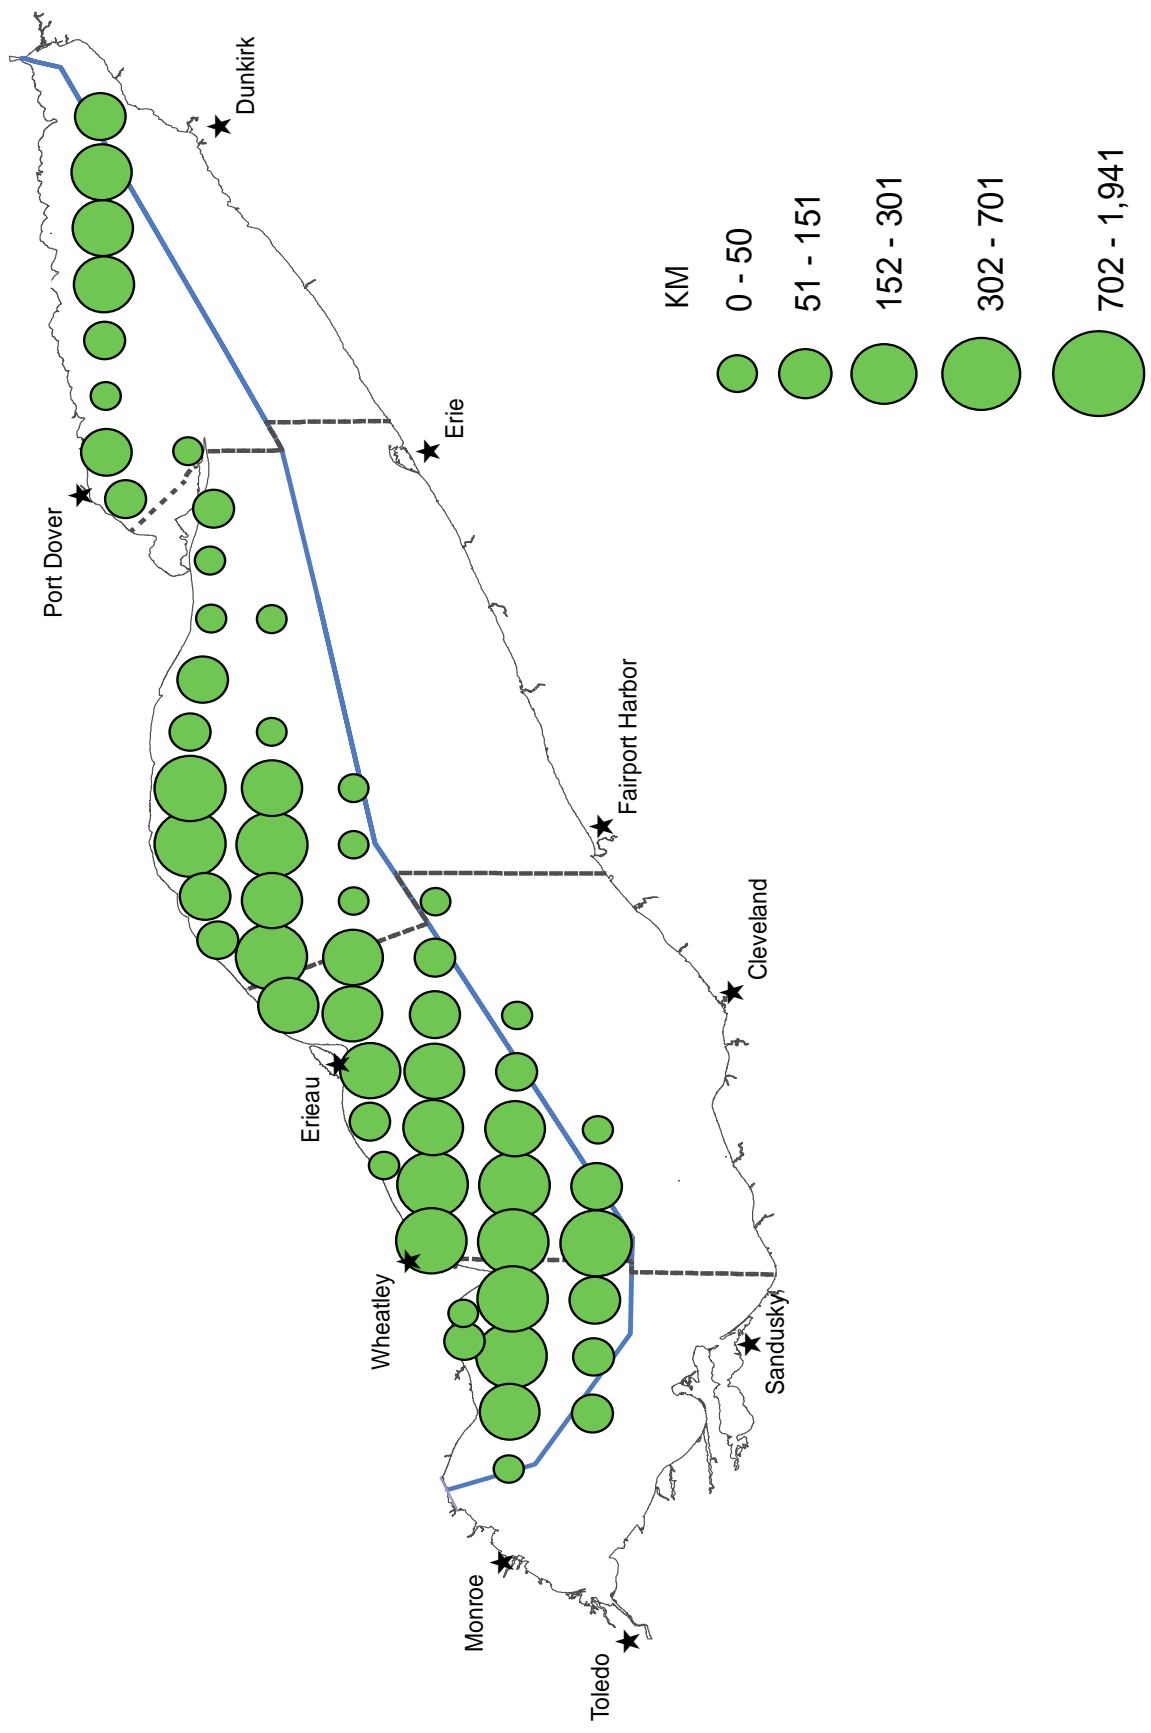 Dunkirk
Port Dover
Erie
Fairport Harbor
Cleveland
Erieau
Wheatley
Sandusky
Monroe
Toledo
KM
0 - 50
51 - 151
152 - 301
302 - 701
702 - 1,941